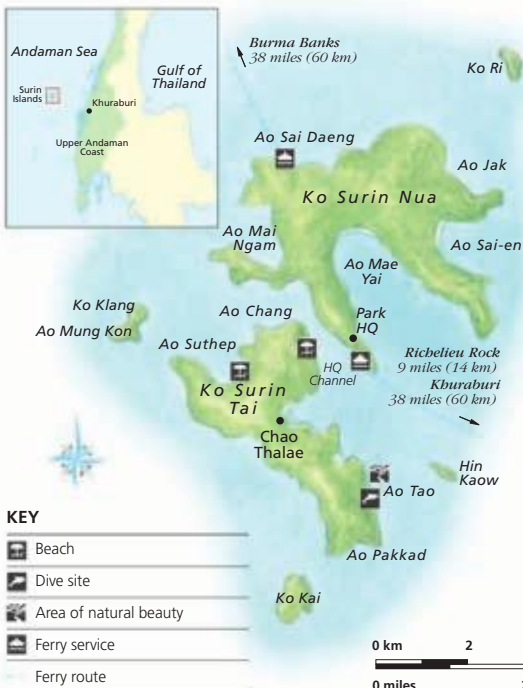 Andaman Sea
Gulf of
Thailand
Surin
Islands
Khuraburi
Upper Andaman
Coast
Burma Banks
38 miles (60 km)
Ko Ri
Ao Sai Daeng
Ao Jak
Ko Surin Nua
Ao Mai
Ngam
Ao Sai-en
Ao Mae
Yai
Ko Klang
Ao Chang
Park
HQ
Ao Mung Kon
Ao Suthep
HQ
Channel
Richelieu Rock
9 miles (14 km)
Khuraburi
38 miles (60 km)
Ko Surin
Tai
Chao
Thalae
Hin
Kaow
Ao Tao
Ao Pakkad
Ko Kai
KEY
Beach
Dive site
Area of natural beauty
Ferry service
Ferry route
0 km 2
0 miles